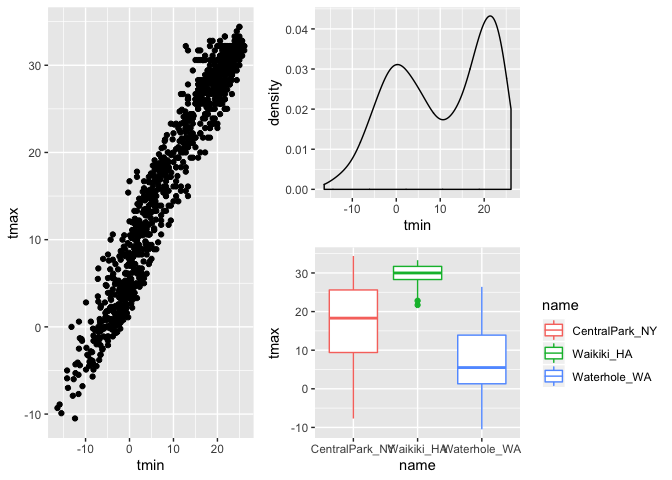 tmax
30
20
10
0
-10
-10
0
10
20
tmin
density
0.04
0.03
0.02
0.01
0.00
-10
0
10
20
tmin
tmax
30
20
10
0
-10
CentralPark_NY
Waikiki_HA
Waterhole_WA
name
name
CentralPark_NY
Waikiki_HA
Waterhole_WA